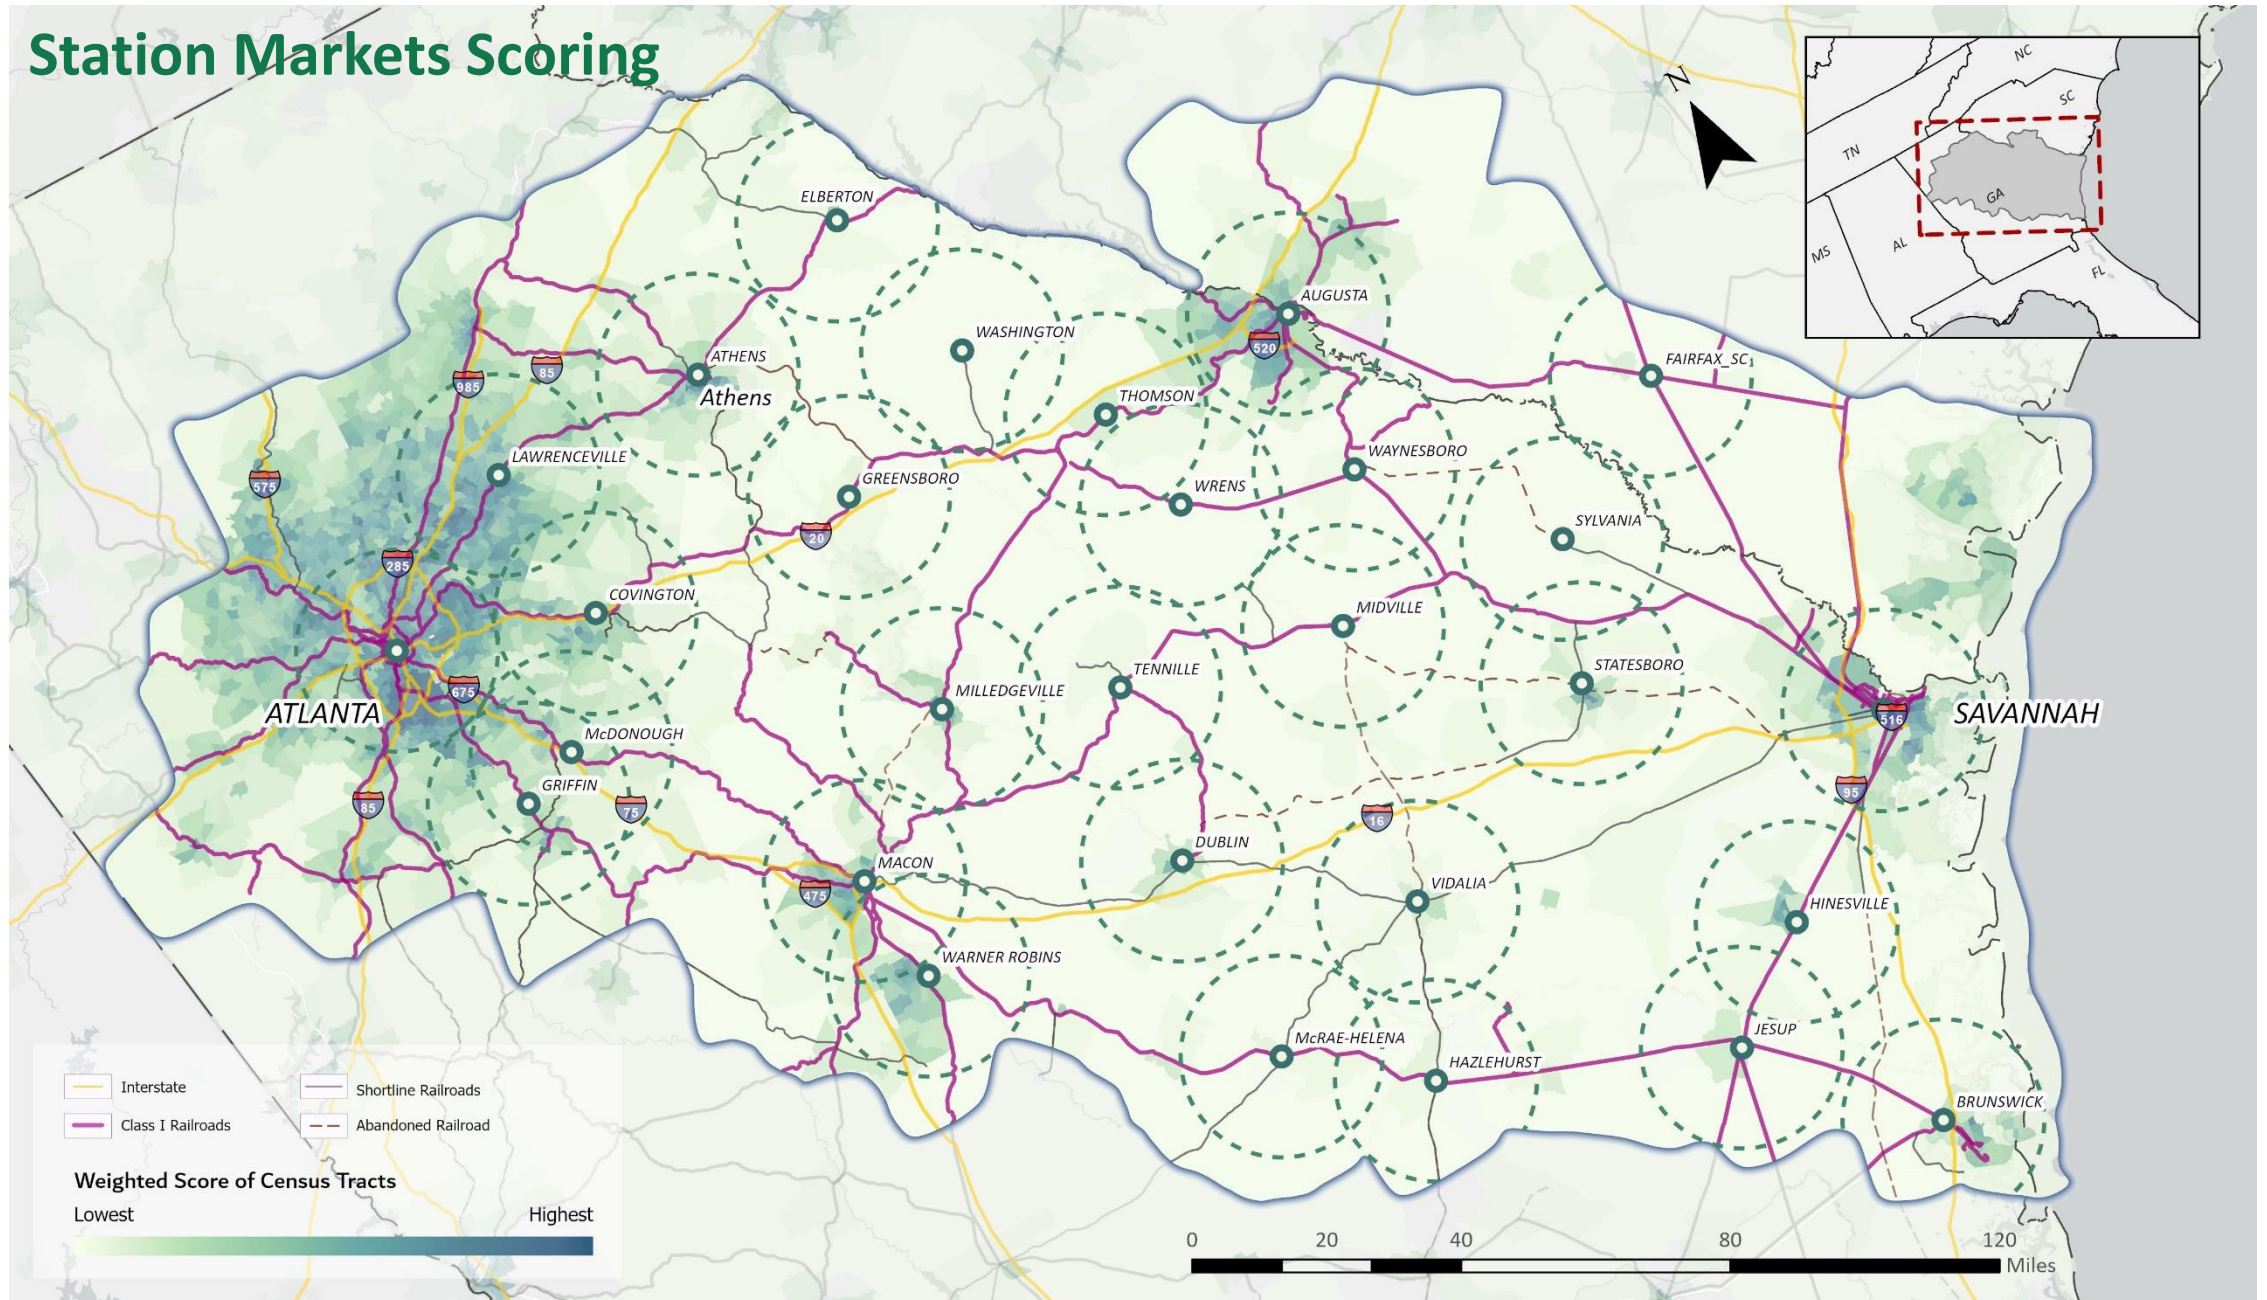 Station Markets Scoring
N
NC
SC
TN
GA
AL
MS
FL
ELBERTON
WASHINGTON
AUGUSTA
520
ATHENS
Athens
FAIRFAX_SC
985
85
THOMSON
LAWRENCEVILLE
WAYNESBORO
575
GREENSBORO
WRENS
SYLVANIA
20
285
COVINGTON
MIDVILLE
STATESBORO
TENNILLE
675
MILLEDGEVILLE
ATLANTA
516
SAVANNAH
McDONOUGH
GRIFFIN
85
75
95
16
DUBLIN
MACON
475
VIDALIA
HINESVILLE
WARNER ROBINS
JESUP
McRAE-HELENA
HAZLEHURST
BRUNSWICK
Interstate
Shortline Railroads
Class I Railroads
Abandoned Railroad
Weighted Score of Census Tracts
Lowest
Highest
0 20 40 80 120
Miles